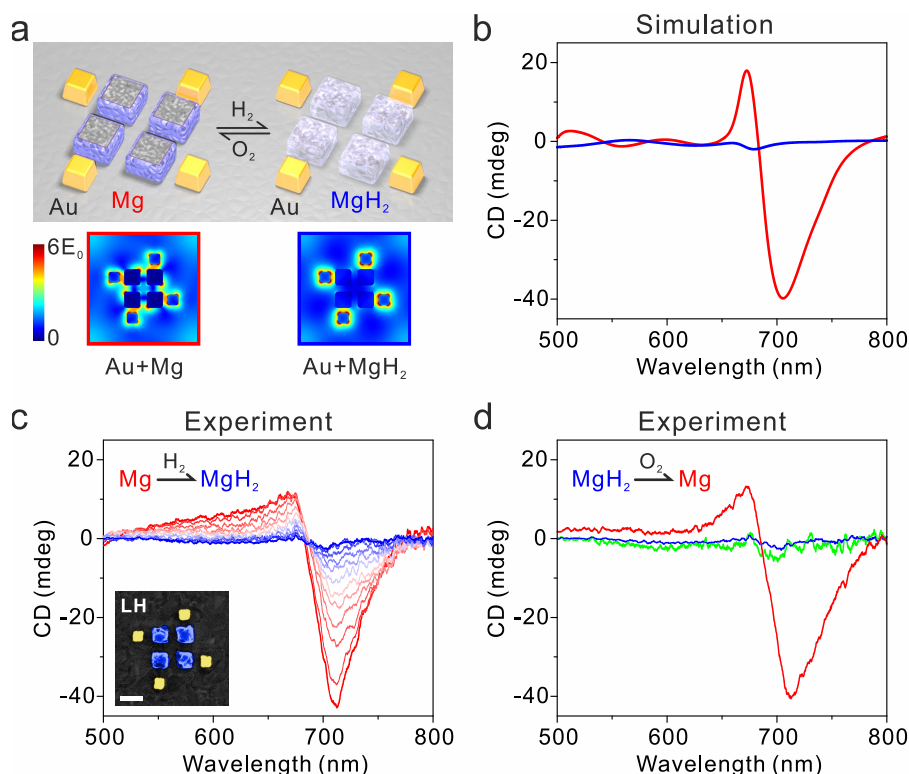 a
H₂
O₂
Au
Mg
Au
MgH₂
6E₀
0
Au+Mg
Au+MgH₂
b
Simulation
CD (mdeg)
20
0
-20
-40
500
600
700
800
Wavelength (nm)
c
Experiment
Mg
H₂
MgH₂
LH
CD (mdeg)
20
0
-20
-40
500
600
700
800
Wavelength (nm)
d
Experiment
MgH₂
O₂
Mg
CD (mdeg)
20
0
-20
-40
500
600
700
800
Wavelength (nm)